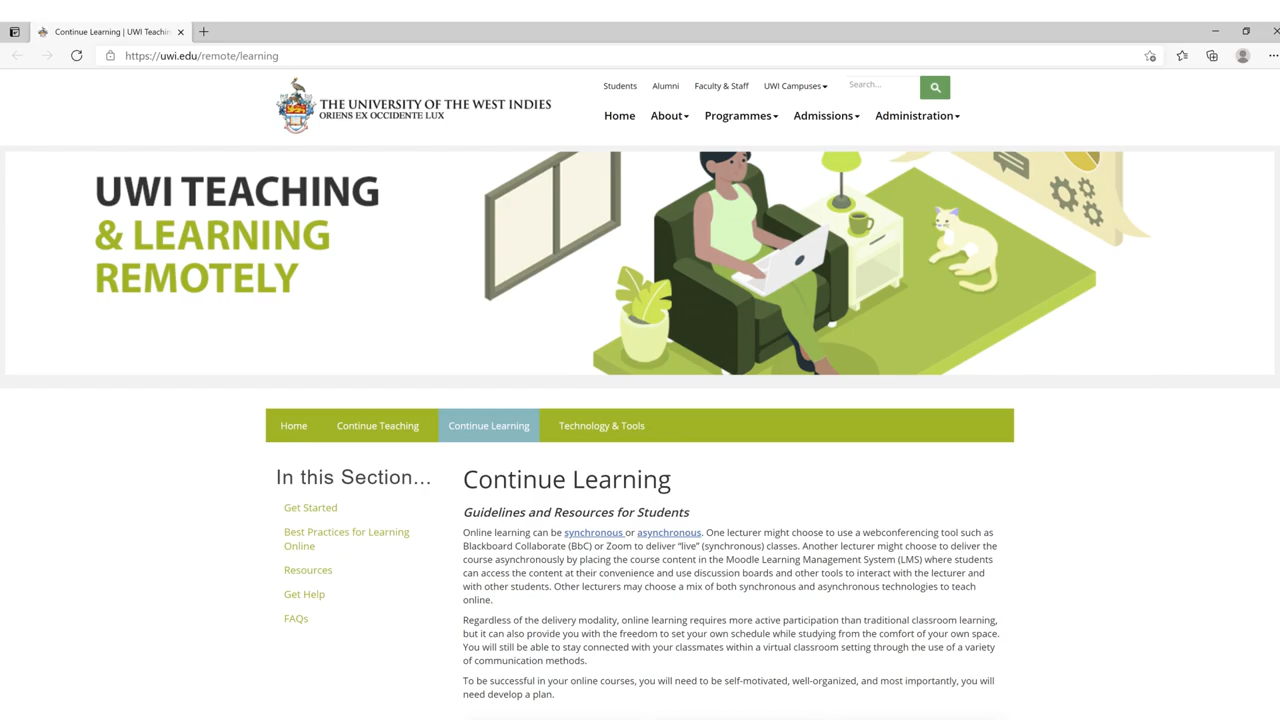 Continue Learning | UWI Teachin
https://uwi.edu/remote/learning
THE UNIVERSITY OF THE WEST INDIES
ORIENS EX OCCIDENTE LUX
Students Alumni Faculty & Staff UWI Campuses Search...
Home About Programmes Admissions Administration
UWI TEACHING
& LEARNING
REMOTELY
Home Continue Teaching Continue Learning Technology & Tools
In this Section...
Get Started
Best Practices for Learning
Online
Resources
Get Help
FAQs
Continue Learning
Guidelines and Resources for Students
Online learning can be synchronous or asynchronous. One lecturer might choose to use a webconferencing tool such as
Blackboard Collaborate (BbC) or Zoom to deliver “live” (synchronous) classes. Another lecturer might choose to deliver the
course asynchronously by placing the course content in the Moodle Learning Management System (LMS) where students
can access the content at their convenience and use discussion boards and other tools to interact with the lecturer and
with other students. Other lecturers may choose a mix of both synchronous and asynchronous technologies to teach
online.
Regardless of the delivery modality, online learning requires more active participation than traditional classroom learning,
but it can also provide you with the freedom to set your own schedule while studying from the comfort of your own space.
You will still be able to stay connected with your classmates within a virtual classroom setting through the use of a variety
of communication methods.
To be successful in your online courses, you will need to be self-motivated, well-organized, and most importantly, you will
need develop a plan.